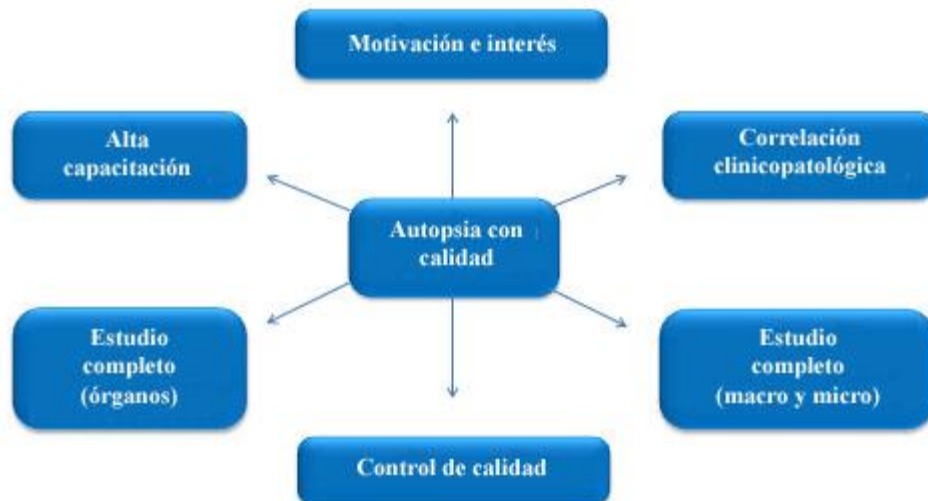 Motivación e interés
Alta
capacitación
Correlación
clinicopatológica
Autopsia con
calidad
Estudio
completo
(órganos)
Estudio
completo
(macro y micro)
Control de calidad